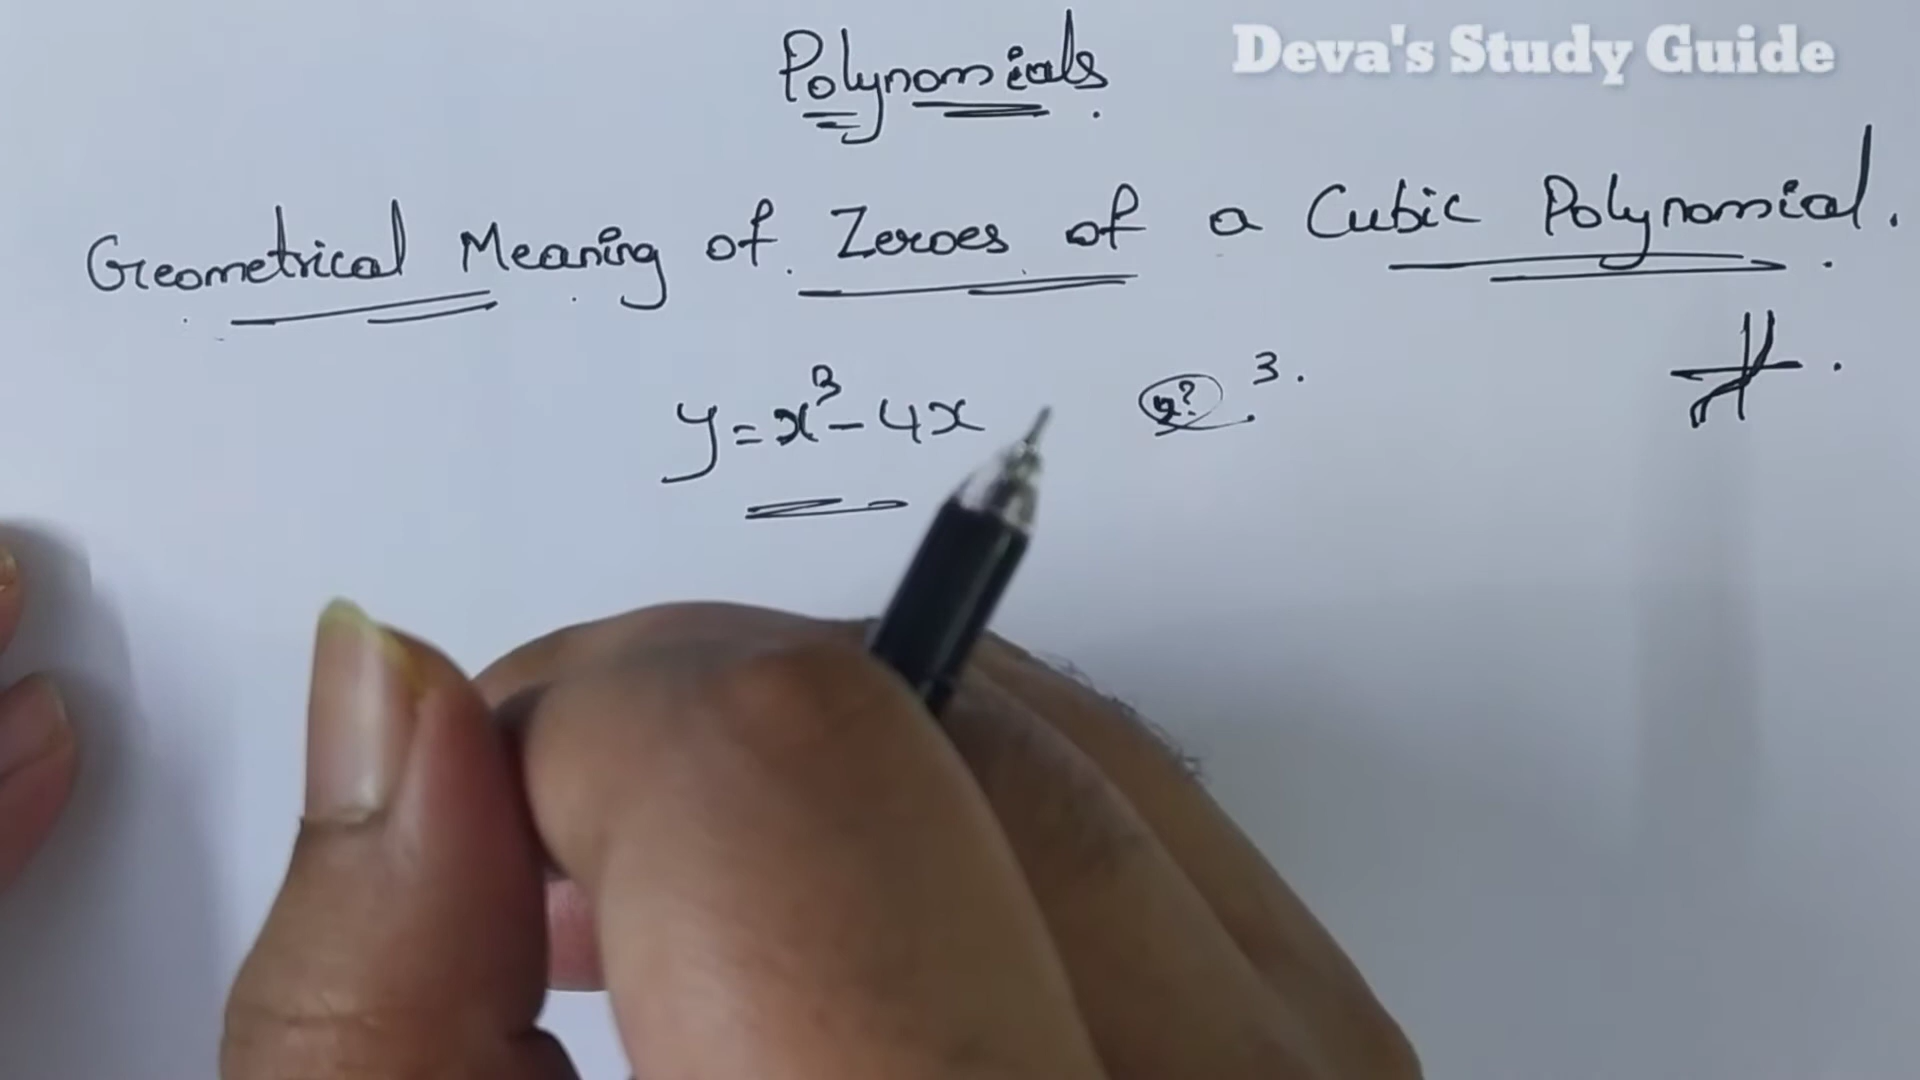 Deva's Study Guide
Polynomials
Geometrical Meaning of Zeroes of a Cubic Polynomial.
y = x³ - 4x
3.